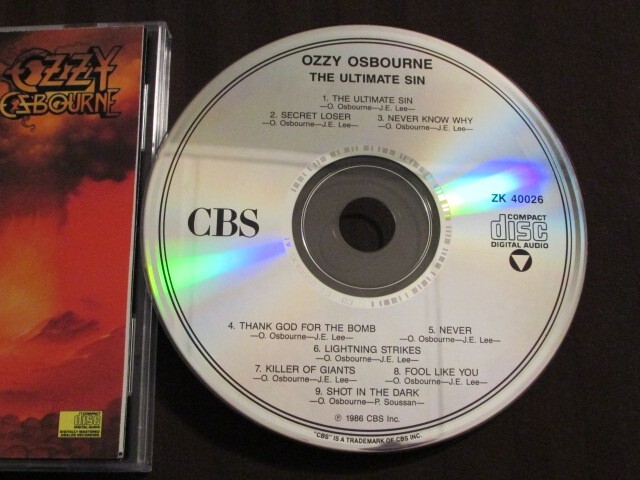 OZZY
OSBOURNE
COMPACT
disc
DIGITAL AUDIO
OZZY OSBOURNE
THE ULTIMATE SIN
1. THE ULTIMATE SIN
—O. Osbourne—J.E. Lee—
2. SECRET LOSER 3. NEVER KNOW WHY
—O. Osbourne—J.E. Lee— —O. Osbourne—J.E. Lee—
CBS
ZK 40026
COMPACT
disc
DIGITAL AUDIO
4. THANK GOD FOR THE BOMB 5. NEVER
—O. Osbourne—J.E. Lee— —O. Osbourne—J.E. Lee—
6. LIGHTNING STRIKES
—O. Osbourne—J.E. Lee—
7. KILLER OF GIANTS 8. FOOL LIKE YOU
—O. Osbourne—J.E. Lee— —O. Osbourne—J.E. Lee—
9. SHOT IN THE DARK
—O. Osbourne—P. Soussan—
℗ 1986 CBS Inc.
"CBS" IS A TRADEMARK OF CBS INC.